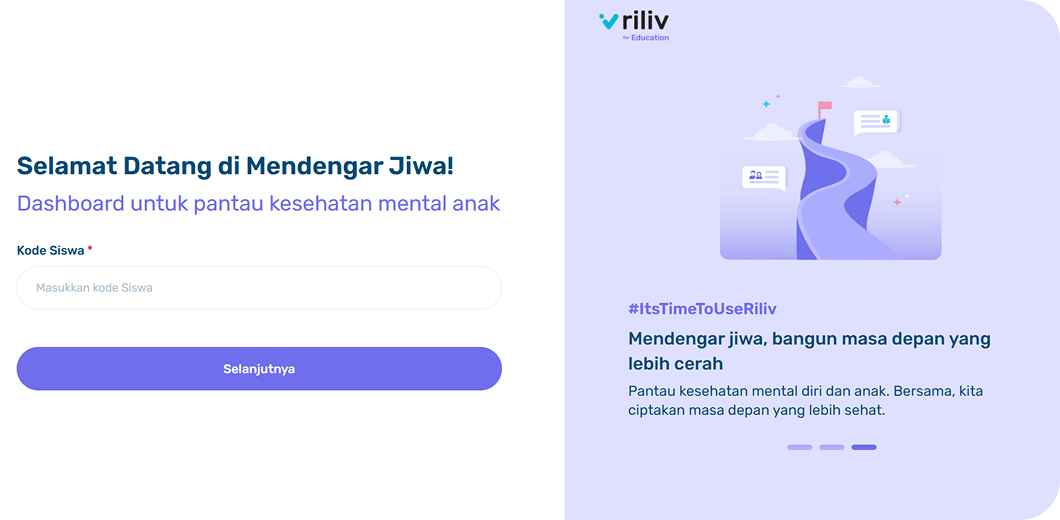 Selamat Datang di Mendengar Jiwa!
Dashboard untuk pantau kesehatan mental anak
Kode Siswa *
Masukkan kode Siswa
Selanjutnya
riliv
for Education
#ItsTimeToUseRiliv
Mendengar jiwa, bangun masa depan yang
lebih cerah
Pantau kesehatan mental diri dan anak. Bersama, kita
ciptakan masa depan yang lebih sehat.